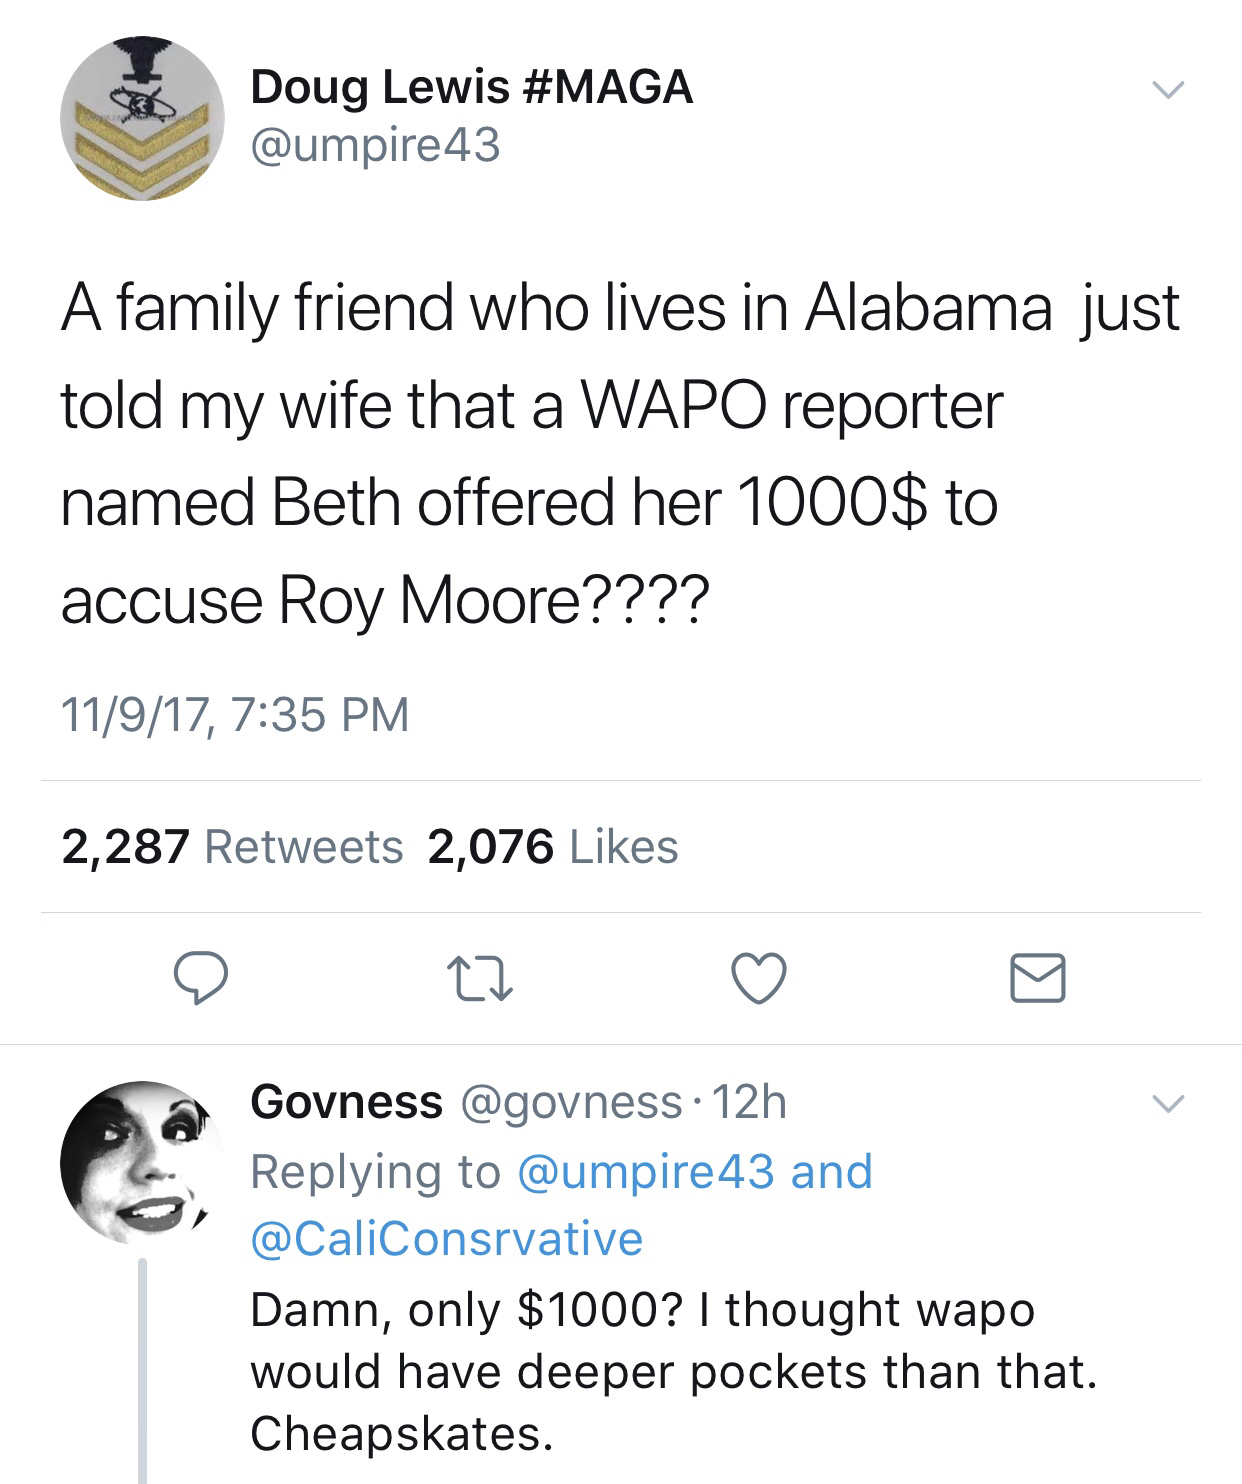 Doug Lewis #MAGA
@umpire43
A family friend who lives in Alabama  just
told my wife that a WAPO reporter
named Beth offered her 1000$ to
accuse Roy Moore????
11/9/17, 7:35 PM
2,287 Retweets 2,076 Likes
Govness @govness · 12h
Replying to @umpire43 and
@CaliConsrvative
Damn, only $1000? I thought wapo
would have deeper pockets than that.
Cheapskates.